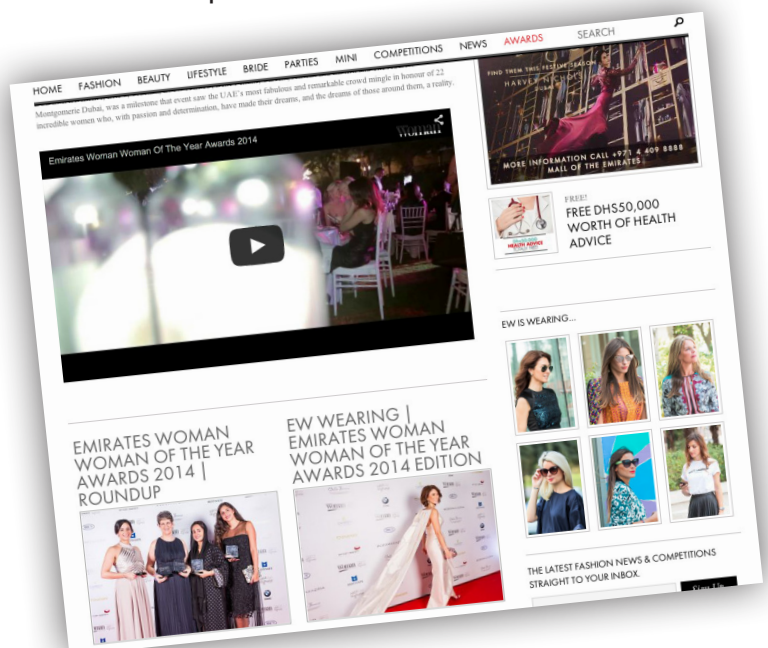 HOME FASHION BEAUTY LIFESTYLE BRIDE PARTIES MINI COMPETITIONS NEWS AWARDS SEARCH
Montgomerie Dubai, was a milestone that event saw the UAE's most fabulous and remarkable crowd mingle in honour of 22
incredible women who, with passion and determination, have made their dreams, and the dreams of those around them, a reality.
Emirates Woman Woman Of The Year Awards 2014
Woman
FIND THEM THIS FESTIVE SEASON
HARVEY NICHOLS
DUBAI
MORE INFORMATION CALL +971 4 409 8888
MALL OF THE EMIRATES
HEALTH ADVICE
FREE!
FREE DHS50,000
WORTH OF HEALTH
ADVICE
EW IS WEARING...
EMIRATES WOMAN
WOMAN OF THE YEAR
AWARDS 2014 |
ROUNDUP
EW WEARING |
EMIRATES WOMAN
WOMAN OF THE YEAR
AWARDS 2014 EDITION
THE LATEST FASHION NEWS & COMPETITIONS
STRAIGHT TO YOUR INBOX.
Sign Up